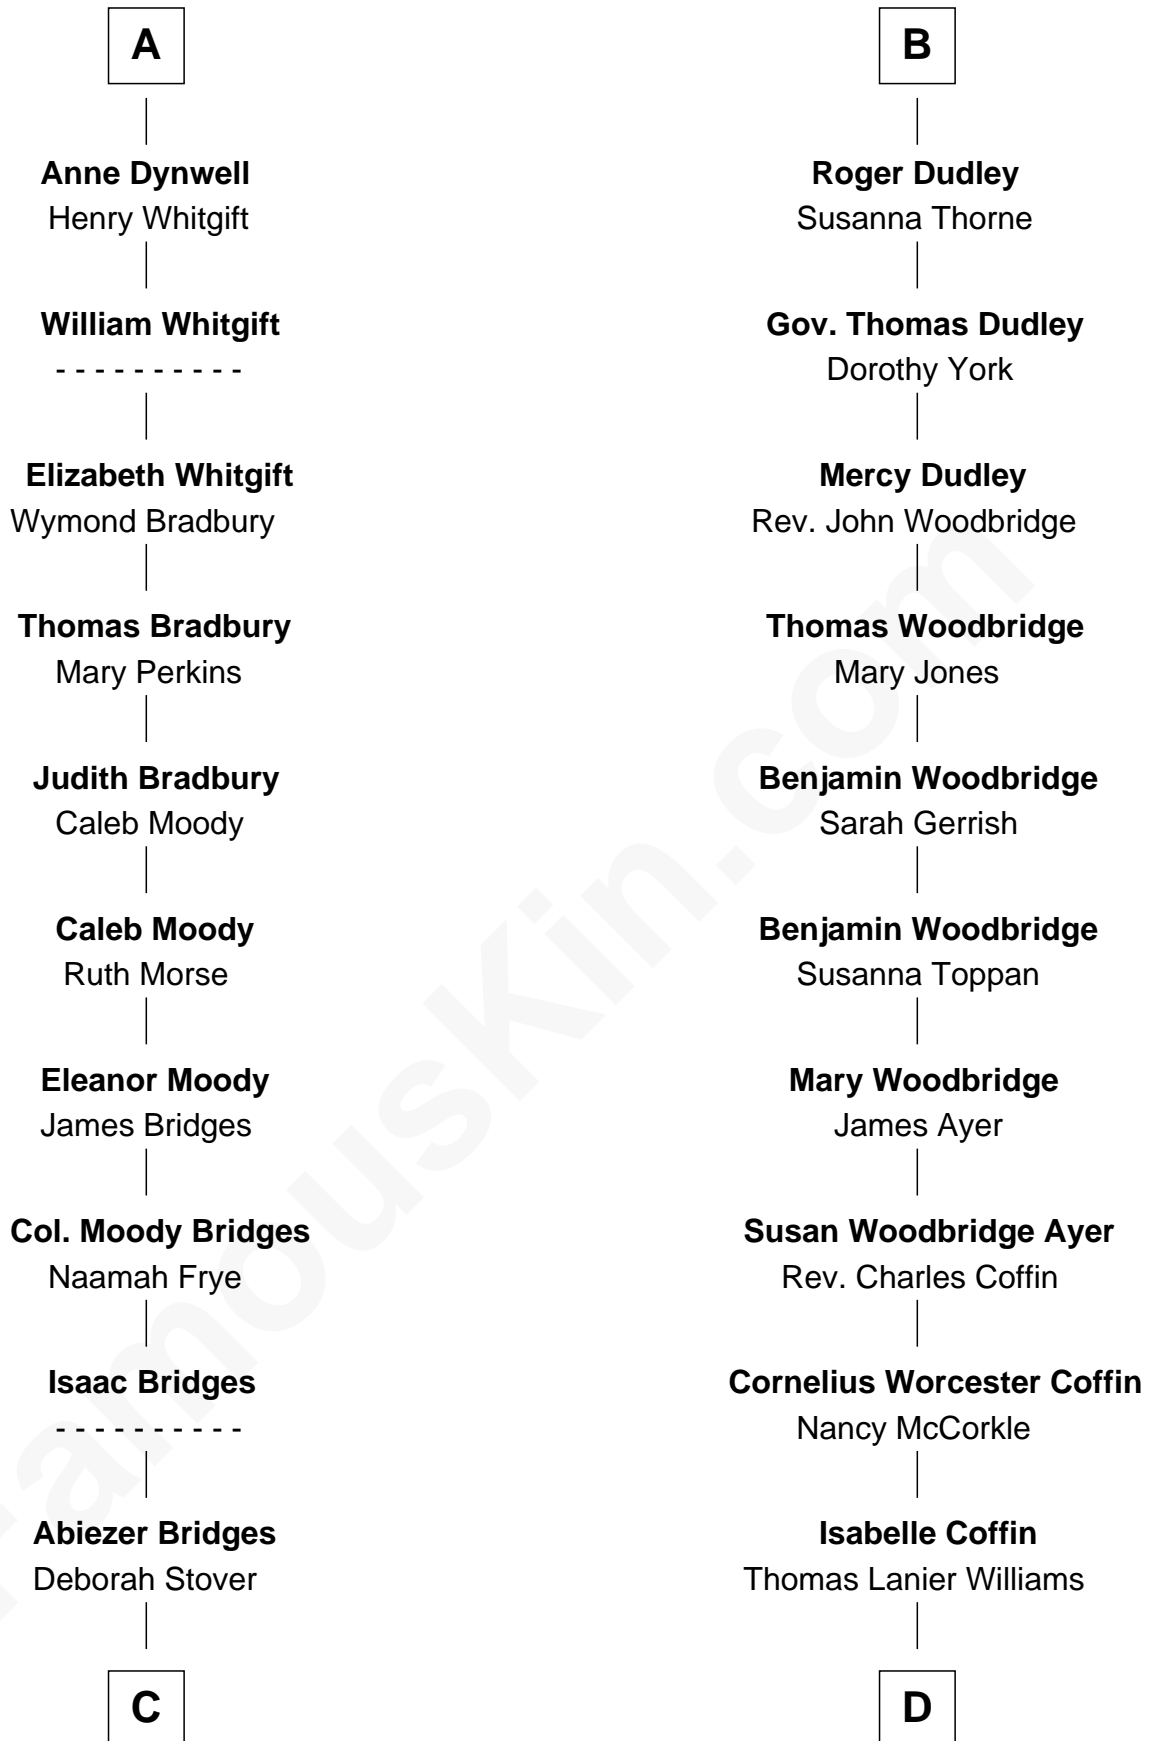 A
Anne Dynwell
Henry Whitgift
William Whitgift
- - - - - - - - - -
Elizabeth Whitgift
Wymond Bradbury
Thomas Bradbury
Mary Perkins
Judith Bradbury
Caleb Moody
Caleb Moody
Ruth Morse
Eleanor Moody
James Bridges
Col. Moody Bridges
Naamah Frye
Isaac Bridges
- - - - - - - - - -
Abiezer Bridges
Deborah Stover
C
B
Roger Dudley
Susanna Thorne
Gov. Thomas Dudley
Dorothy York
Mercy Dudley
Rev. John Woodbridge
Thomas Woodbridge
Mary Jones
Benjamin Woodbridge
Sarah Gerrish
Benjamin Woodbridge
Susanna Toppan
Mary Woodbridge
James Ayer
Susan Woodbridge Ayer
Rev. Charles Coffin
Cornelius Worcester Coffin
Nancy McCorkle
Isabelle Coffin
Thomas Lanier Williams
D
FamousKin.com